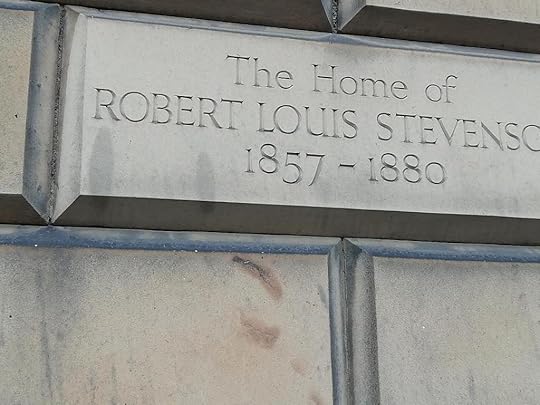 The Home of
ROBERT LOUIS STEVENSO
1857 - 1880